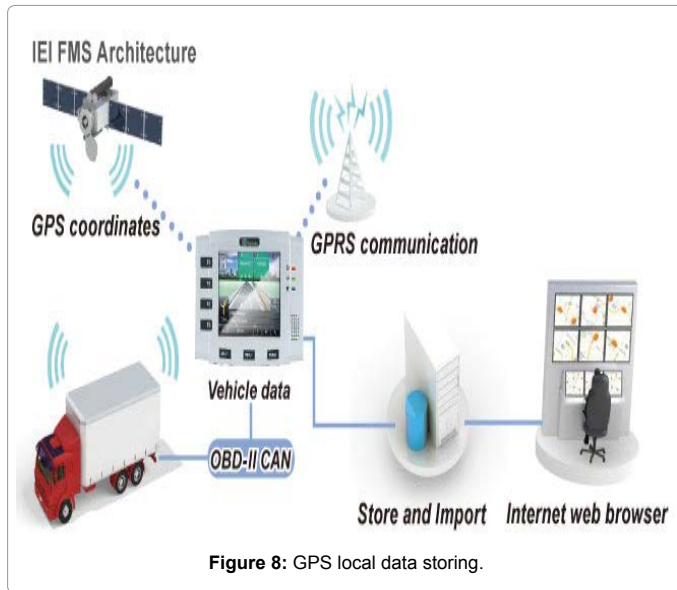 IEI FMS Architecture
GPS coordinates
GPRS communication
Vehicle data
OBD-II CAN
Store and Import
Internet web browser
Figure 8: GPS local data storing.